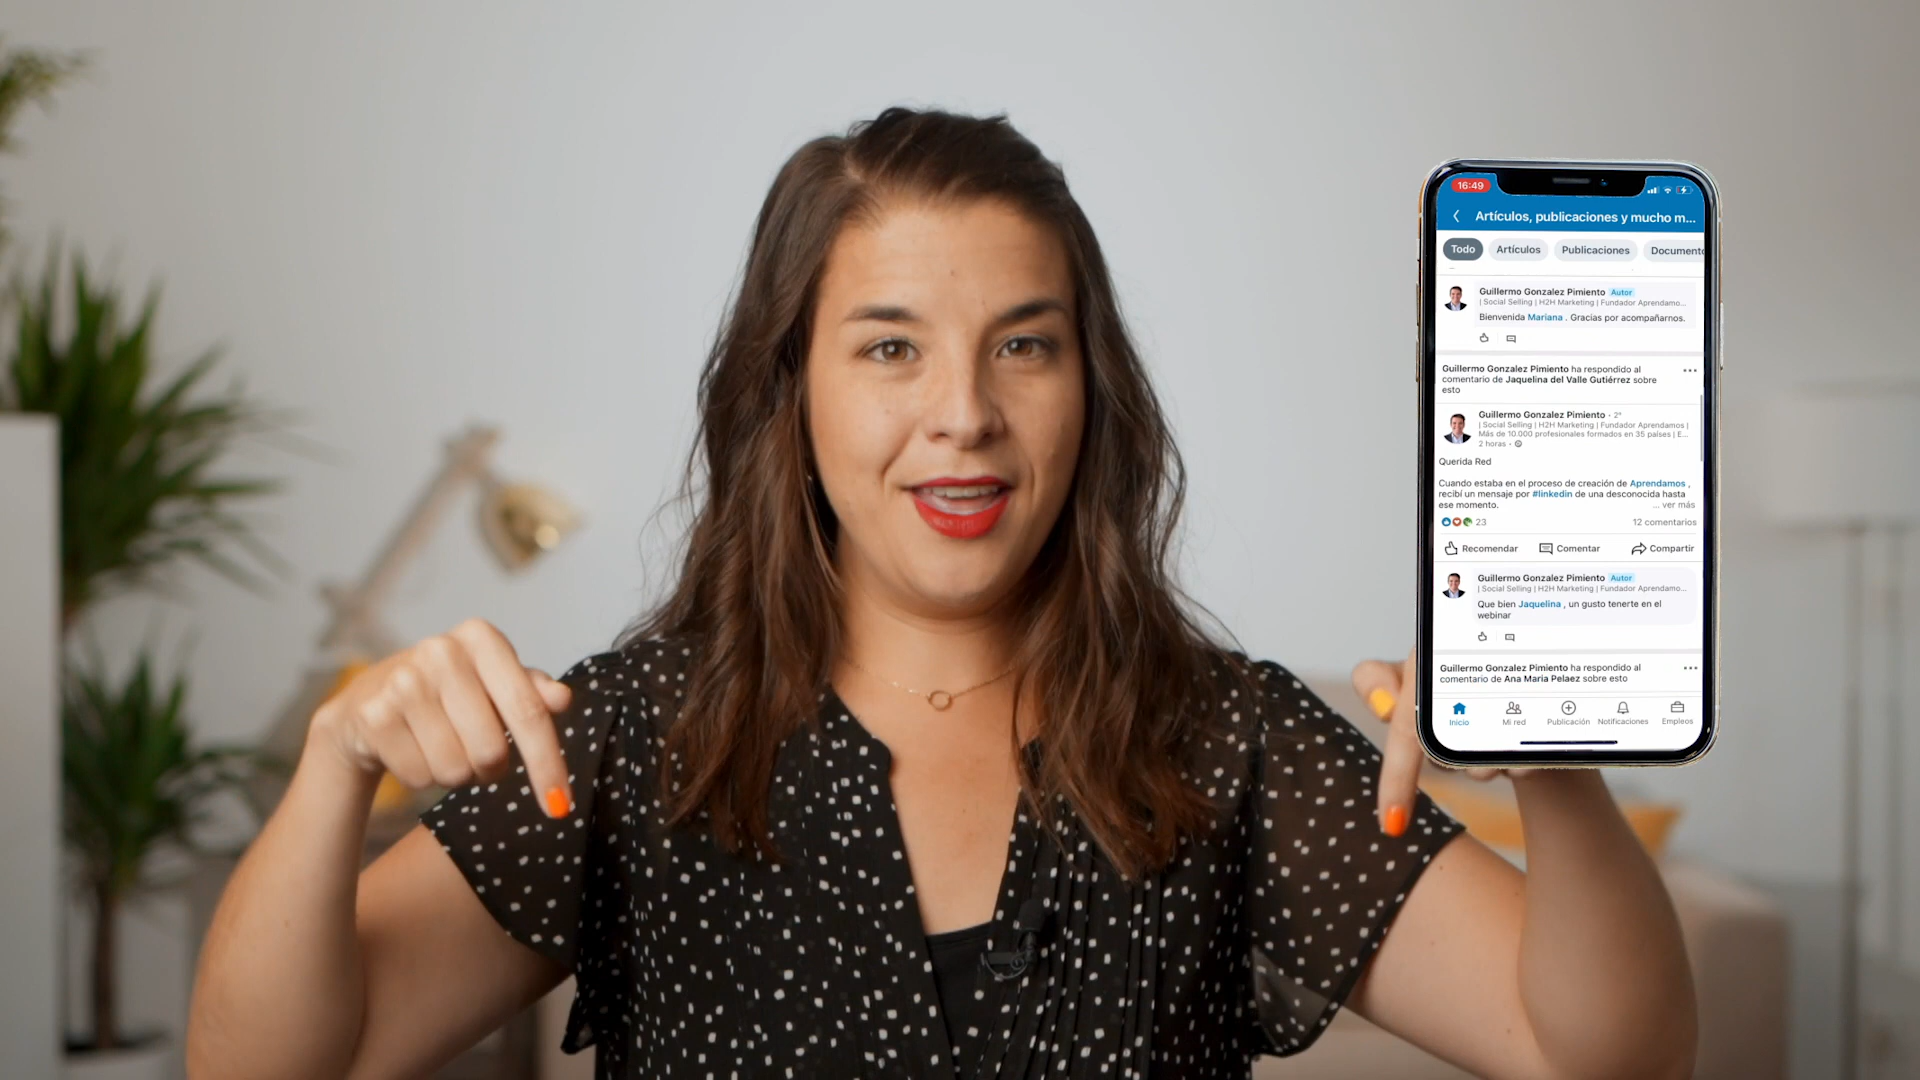 16:49
Artículos, publicaciones y mucho m...
Todo
Artículos
Publicaciones
Documento
Guillermo Gonzalez Pimiento Autor
| Social Selling | H2H Marketing | Fundador Aprendamo...
Bienvenida Mariana . Gracias por acompañarnos.
Guillermo Gonzalez Pimiento ha respondido al
comentario de Jaquelina del Valle Gutiérrez sobre
esto
Guillermo Gonzalez Pimiento • 2º
| Social Selling | H2H Marketing | Fundador Aprendamos |
Más de 10.000 profesionales formados en 35 países | E...
2 horas •
Querida Red
Cuando estaba en el proceso de creación de Aprendamos ,
recibí un mensaje por #linkedin de una desconocida hasta
ese momento. ... ver más
23 12 comentarios
Recomendar Comentar Compartir
Guillermo Gonzalez Pimiento Autor
| Social Selling | H2H Marketing | Fundador Aprendamo...
Que bien Jaquelina , un gusto tenerte en el
webinar
Guillermo Gonzalez Pimiento ha respondido al
comentario de Ana Maria Pelaez sobre esto
Inicio Mi red Publicación Notificaciones Empleos